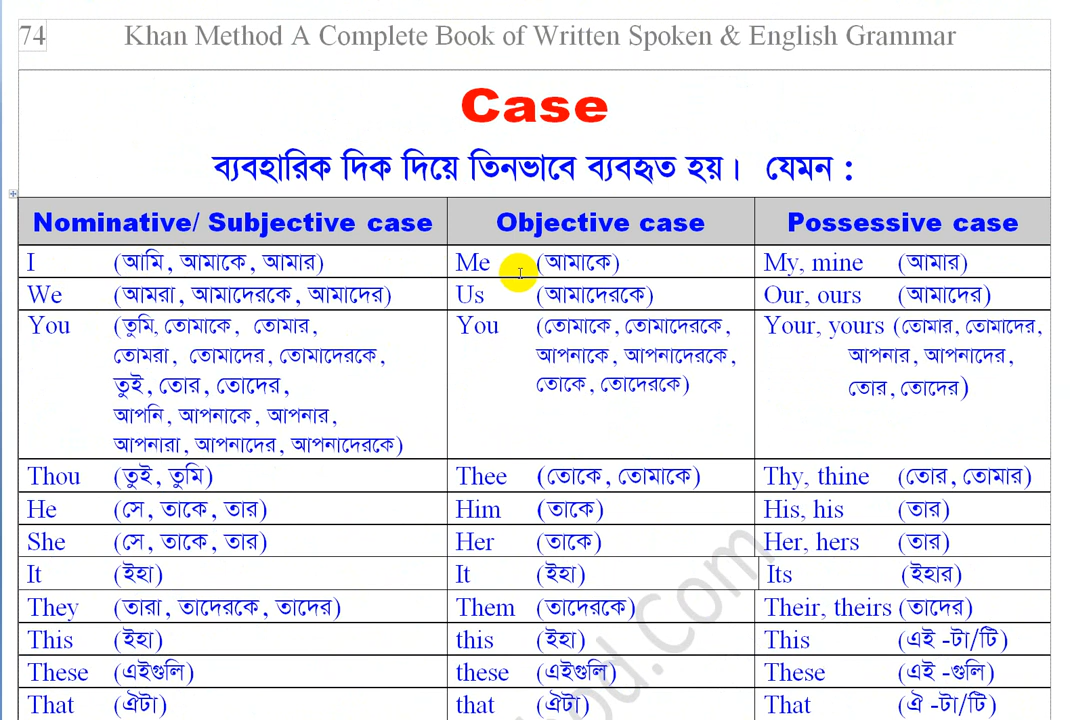 74 Khan Method A Complete Book of Written Spoken & English Grammar
Case
ব্যবহারিক দিক দিয়ে তিনভাবে ব্যবহৃত হয়। যেমন :
Nominative/ Subjective case Objective case Possessive case
I (আমি, আমাকে, আমার) Me (আমাকে) My, mine (আমার)
We (আমরা, আমাদেরকে, আমাদের) Us (আমাদেরকে) Our, ours (আমাদের)
You (তুমি, তোমাকে, তোমার, You (তোমাকে, তোমাদেরকে, Your, yours (তোমার, তোমাদের,
তোমরা, তোমাদের, তোমাদেরকে, আপনাকে, আপনাদেরকে, আপনার, আপনাদের,
তুই, তোর, তোদের, তোকে, তোদেরকে) তোর, তোদের)
আপনি, আপনাকে, আপনার,
আপনারা, আপনাদের, আপনাদেরকে)
Thou (তুই, তুমি) Thee (তোকে, তোমাকে) Thy, thine (তোর, তোমার)
He (সে, তাকে, তার) Him (তাকে) His, his (তার)
She (সে, তাকে, তার) Her (তাকে) Her, hers (তার)
It (ইহা) It (ইহা) Its (ইহার)
They (তারা, তাদেরকে, তাদের) Them (তাদেরকে) Their, theirs (তাদের)
This (ইহা) this (ইহা) This (এই -টা/টি)
These (এইগুলি) these (এইগুলি) These (এই -গুলি)
That (ঐটা) that (ঐটা) That (ঐ -টা/টি)
od.Com